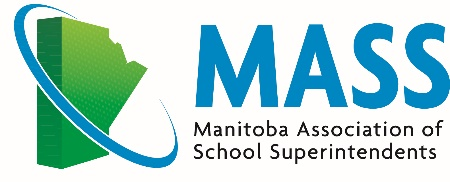 MASS
Manitoba Association of
School Superintendents